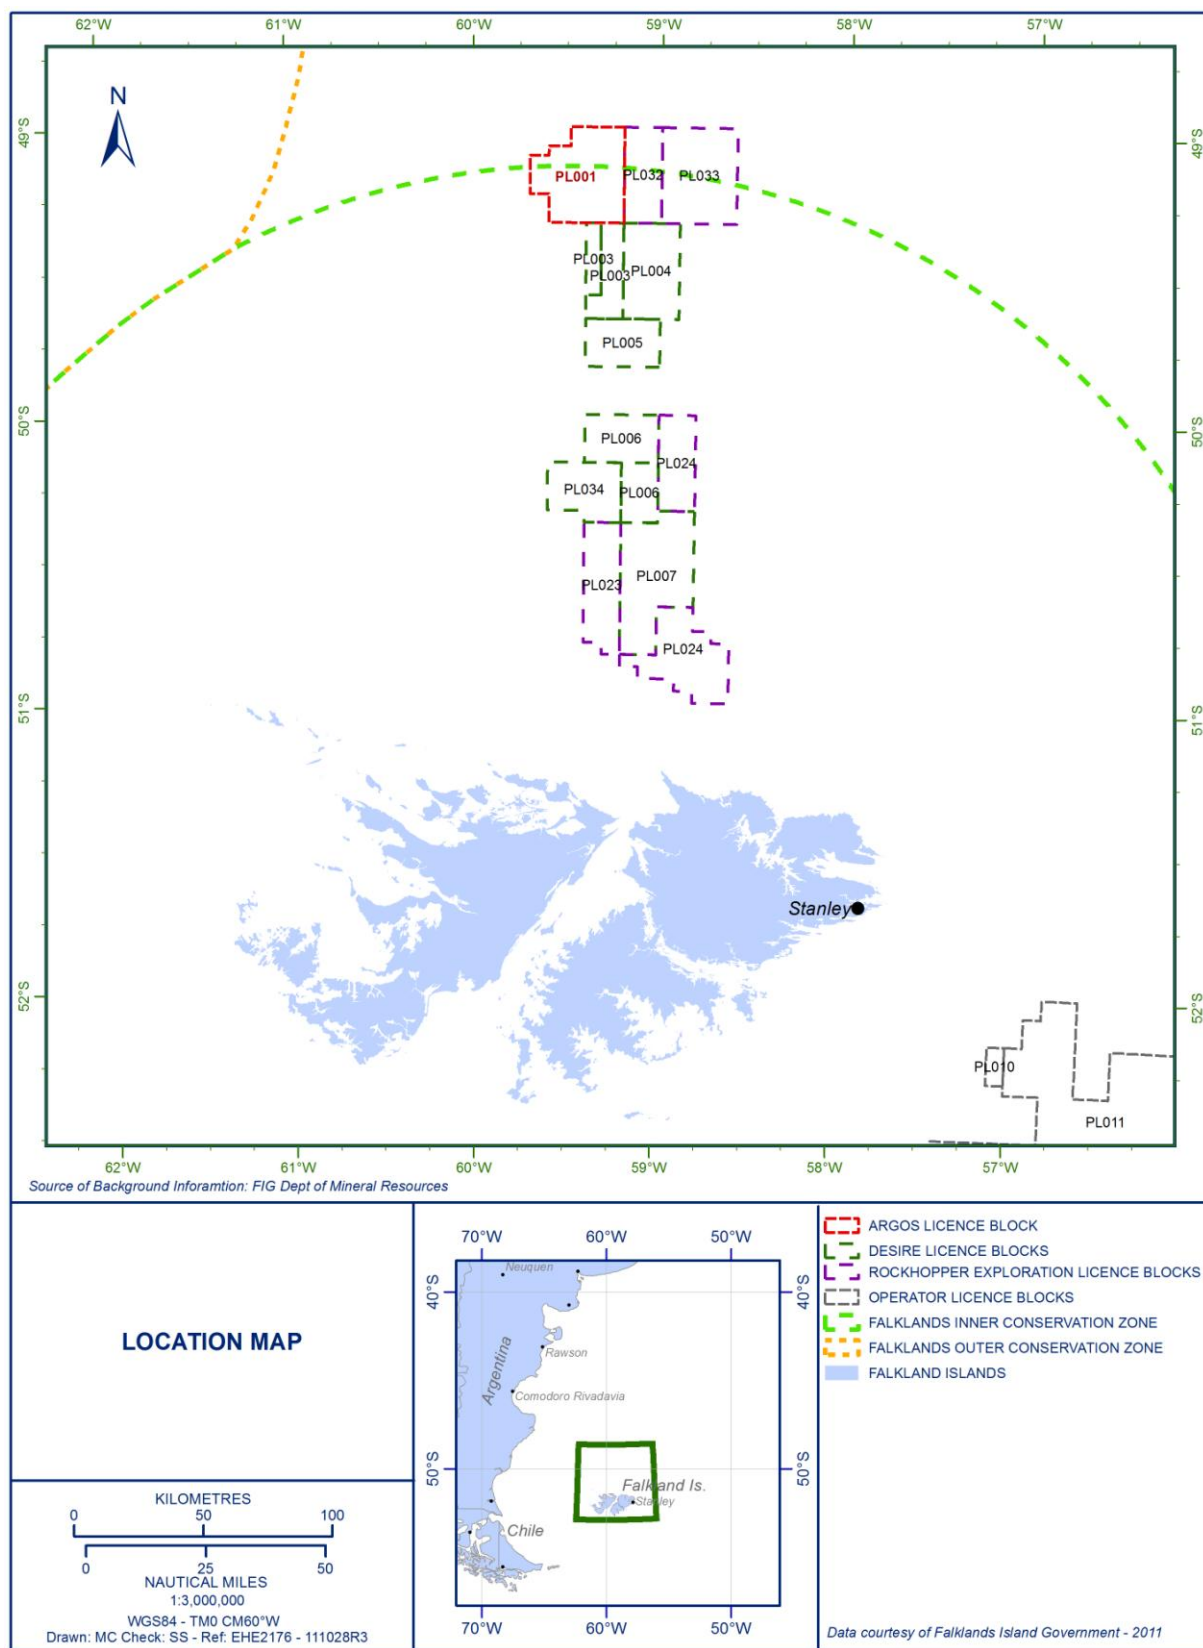 62°W 61°W 60°W 59°W 58°W 57°W
N
49°S 49°S
PL001 PL032 PL033
PL003
PL003 PL004
PL005
50°S 50°S
PL006
PL024
PL034 PL006
PL007
PL023
PL024
51°S 51°S
Stanley
52°S 52°S
PL010
PL011
62°W 61°W 60°W 59°W 58°W 57°W
Source of Background Inforamtion: FIG Dept of Mineral Resources
LOCATION MAP
KILOMETRES
0 50 100
0 25 50
NAUTICAL MILES
1:3,000,000
WGS84 - TM0 CM60°W
Drawn: MC Check: SS - Ref: EHE2176 - 111028R3
70°W 60°W 50°W
Neuquen
40°S 40°S
Argentina
Rawson
Comodoro Rivadavia
50°S 50°S
Falkland Is.
Stanley
Chile
70°W 60°W 50°W
ARGOS LICENCE BLOCK
DESIRE LICENCE BLOCKS
ROCKHOPPER EXPLORATION LICENCE BLOCKS
OPERATOR LICENCE BLOCKS
FALKLANDS INNER CONSERVATION ZONE
FALKLANDS OUTER CONSERVATION ZONE
FALKLAND ISLANDS
Data courtesy of Falklands Island Government - 2011